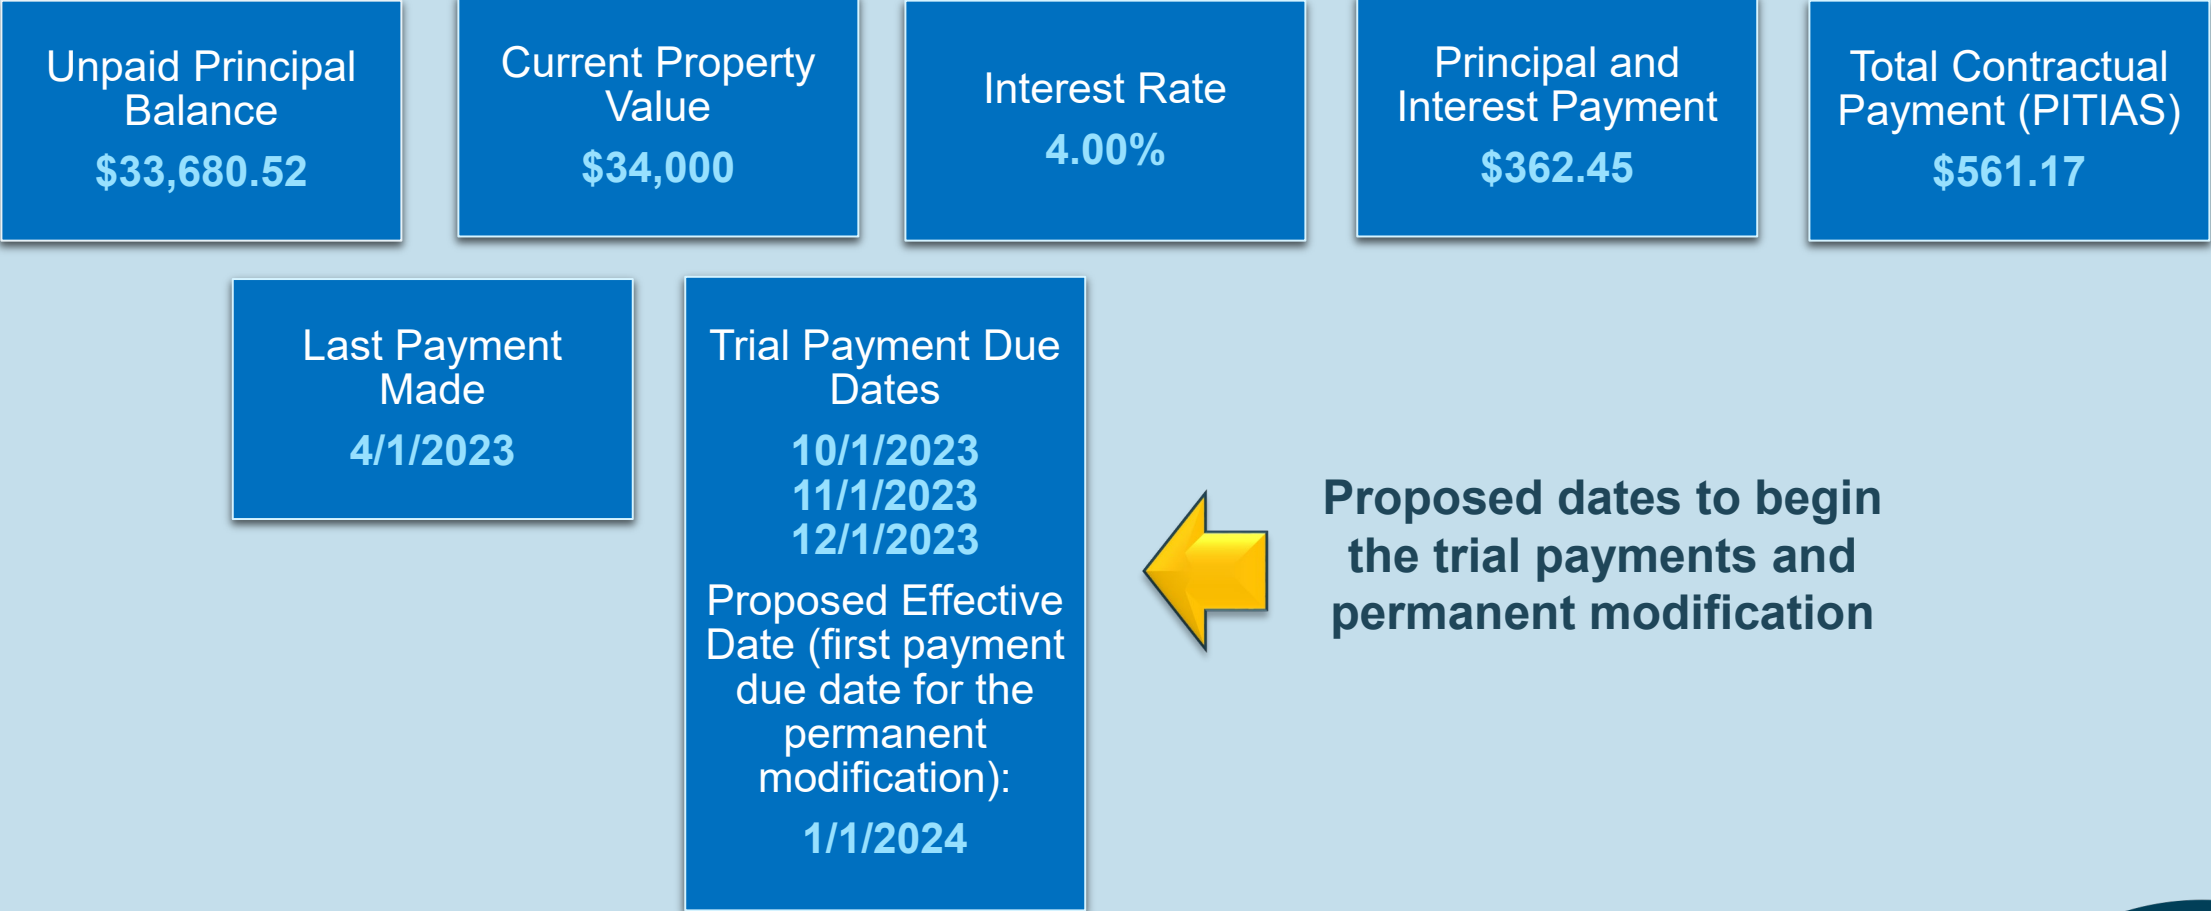 Unpaid Principal
Balance
$33,680.52
Current Property
Value
$34,000
Interest Rate
4.00%
Principal and
Interest Payment
$362.45
Total Contractual
Payment (PITIAS)
$561.17
Last Payment
Made
4/1/2023
Trial Payment Due
Dates
10/1/2023
11/1/2023
12/1/2023
Proposed Effective
Date (first payment
due date for the
permanent
modification):
1/1/2024
Proposed dates to begin
the trial payments and
permanent modification